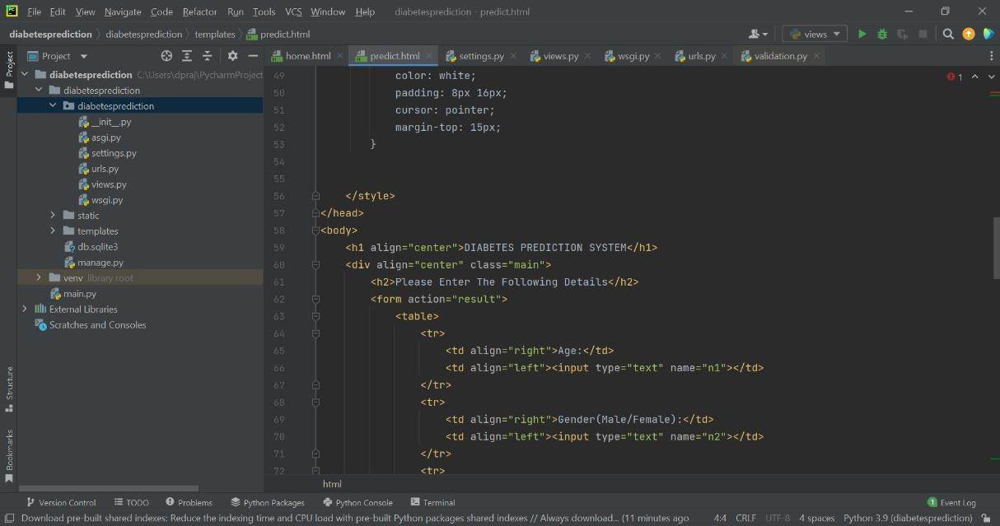 File Edit View Navigate Code Refactor Run Tools VCS Window Help diabetesprediction - predict.html
diabetesprediction diabetesprediction templates predict.html views
Project Project home.html predict.html settings.py views.py wsgi.py urls.py validation.py
diabetesprediction C:\Users\dpraj\PycharmProject
diabetesprediction
diabetesprediction
__init__.py
asgi.py
settings.py
urls.py
views.py
wsgi.py
static
templates
db.sqlite3
manage.py
venv library root
main.py
External Libraries
Scratches and Consoles
Structure
Bookmarks
1
49 color: white;
50 padding: 8px 16px;
51 cursor: pointer;
52 margin-top: 15px;
53 }
54
55
56 </style>
57 </head>
58 <body>
59 <h1 align="center">DIABETES PREDICTION SYSTEM</h1>
60 <div align="center" class="main">
61 <h2>Please Enter The Following Details</h2>
62 <form action="result">
63 <table>
64 <tr>
65 <td align="right">Age:</td>
66 <td align="left"><input type="text" name="n1"></td>
67 </tr>
68 <tr>
69 <td align="right">Gender(Male/Female):</td>
70 <td align="left"><input type="text" name="n2"></td>
71 </tr>
72 <tr>
html
Version Control TODO Problems Python Packages Python Console Terminal 1 Event Log
Download pre-built shared indexes: Reduce the indexing time and CPU load with pre-built Python packages shared indexes // Always download... (11 minutes ago 4:4 CRLF UTF-8 4 spaces Python 3.9 (diabetesprediction)